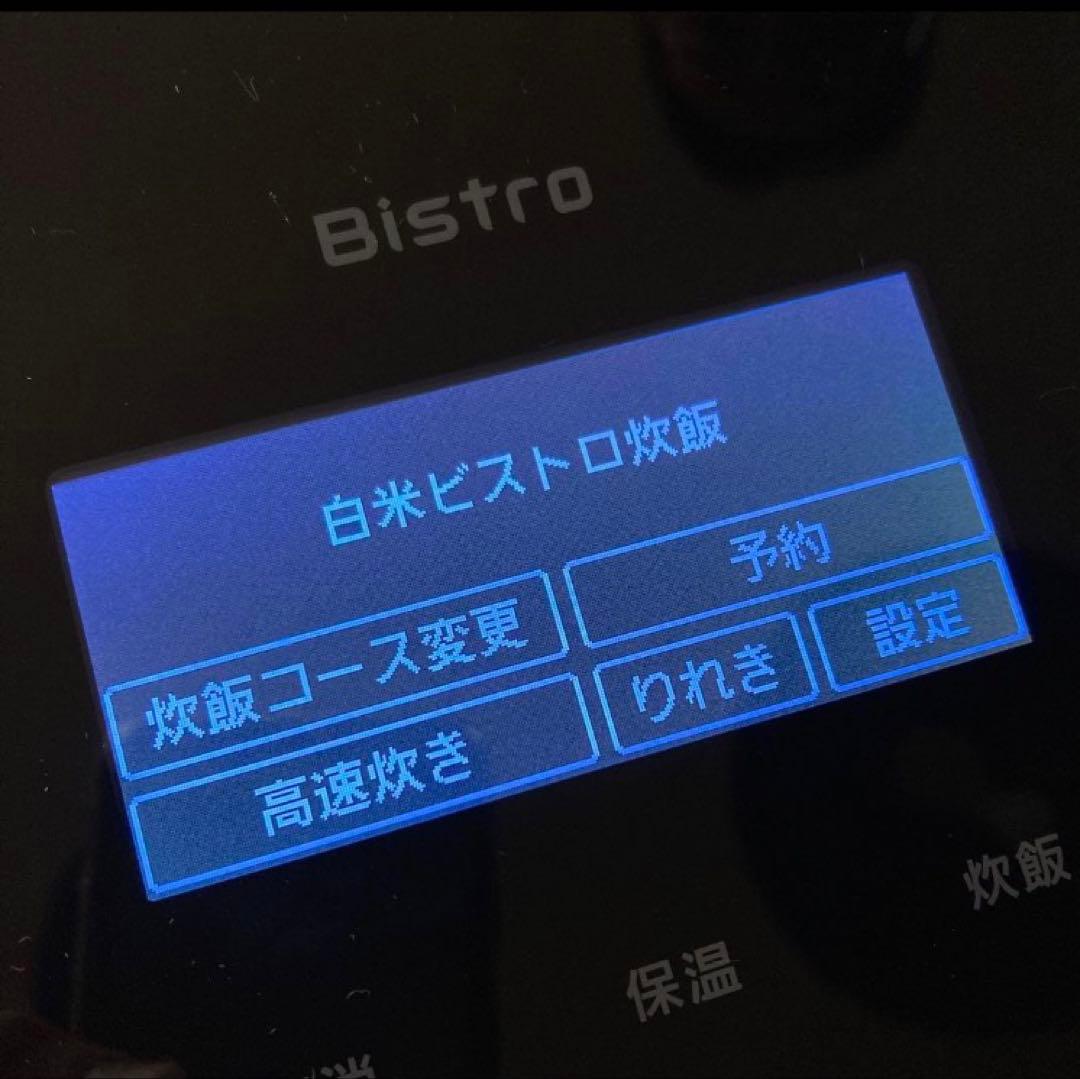 Bistro
白米ビストロ炊飯
炊飯コース変更
予約
高速炊き
りれき
設定
炊飯
保温